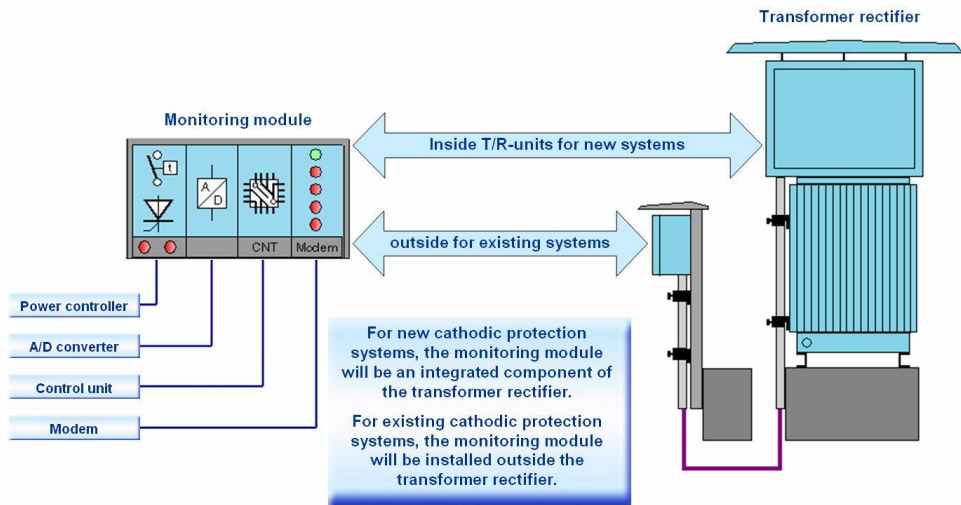 Transformer rectifier
Monitoring module
Inside T/R-units for new systems
t
A
D
outside for existing systems
CNT
Modem
Power controller
A/D converter
Control unit
Modem
For new cathodic protection
systems, the monitoring module
will be an integrated component of
the transformer rectifier.
For existing cathodic protection
systems, the monitoring module
will be installed outside the
transformer rectifier.